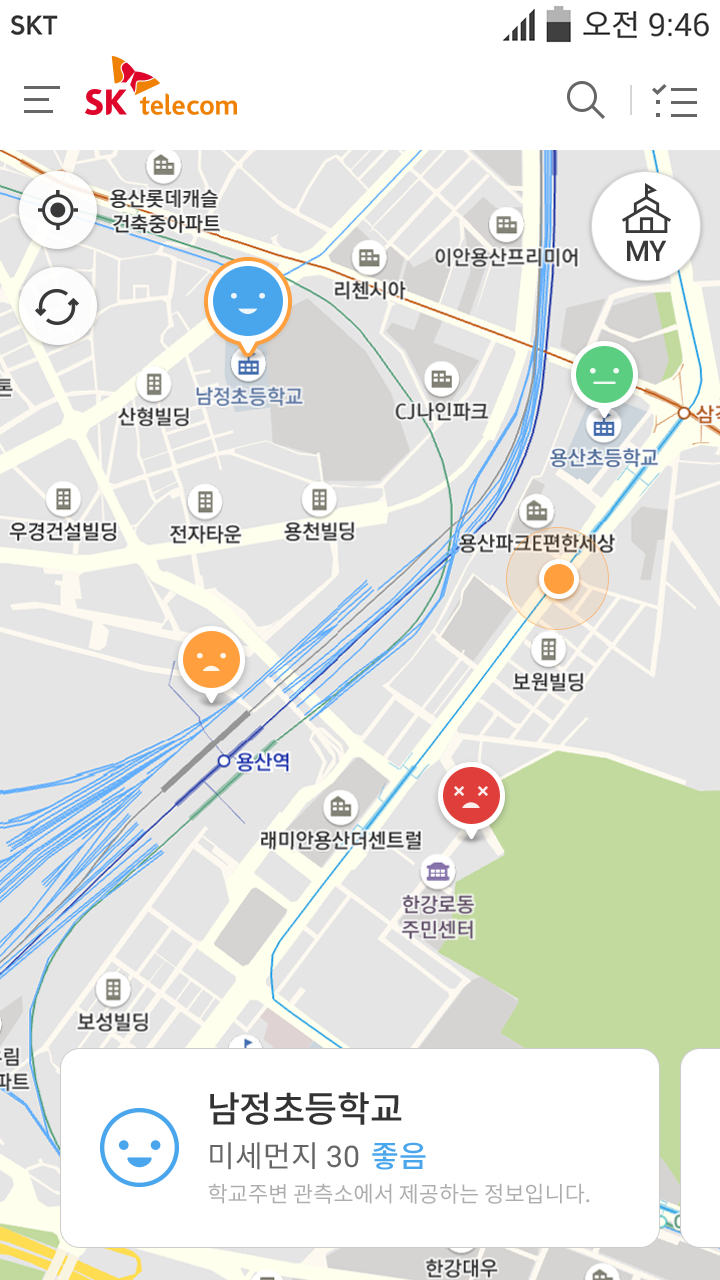 SKT
오전 9:46
SK telecom
용산롯데캐슬
건축중아파트
MY
이안용산프리미어
리첸시아
남정초등학교
산형빌딩
CJ나인파크
용산초등학교
우경건설빌딩
전자타운
용천빌딩
용산파크E편한세상
보원빌딩
용산역
래미안용산더센트럴
한강로동
주민센터
보성빌딩
남정초등학교
미세먼지 30 좋음
학교주변 관측소에서 제공하는 정보입니다.
한강대우